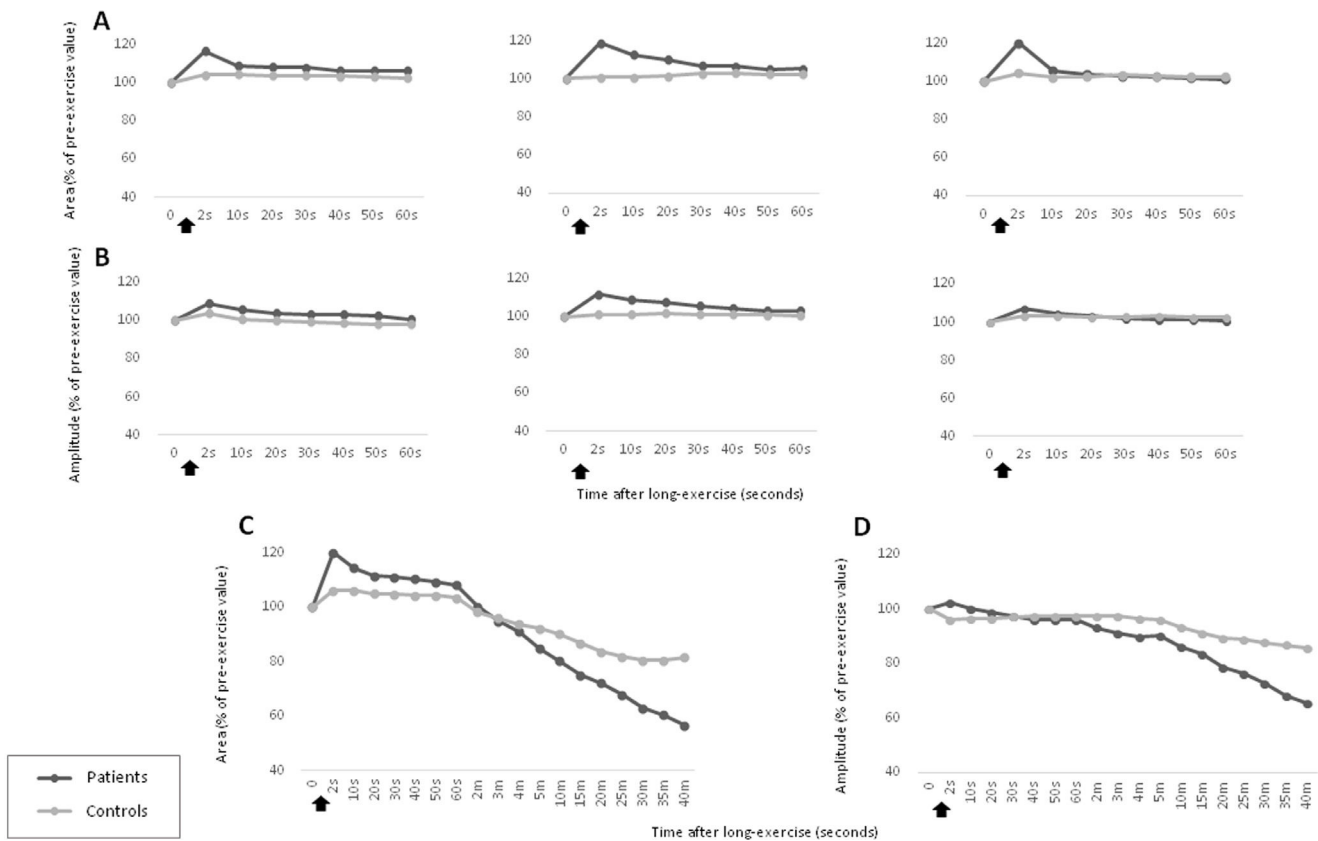 A
Area (% of pre-exercise value)
120
100
80
60
40
0 2s 10s 20s 30s 40s 50s 60s
120
100
80
60
40
0 2s 10s 20s 30s 40s 50s 60s
120
100
80
60
40
0 2s 10s 20s 30s 40s 50s 60s
B
Amplitude (% of pre-exercise value)
120
100
80
60
40
0 2s 10s 20s 30s 40s 50s 60s
120
100
80
60
40
0 2s 10s 20s 30s 40s 50s 60s
120
100
80
60
40
0 2s 10s 20s 30s 40s 50s 60s
Time after long-exercise (seconds)
C
Area (% of pre-exercise value)
120
100
80
60
40
0 2s 10s 20s 30s 40s 50s 60s 2m 3m 4m 5m 10m 15m 20m 25m 30m 35m 40m
D
Amplitude (% of pre-exercise value)
120
100
80
60
40
0 2s 10s 20s 30s 40s 50s 60s 2m 3m 4m 5m 10m 15m 20m 25m 30m 35m 40m
Time after long-exercise (seconds)
Patients
Controls